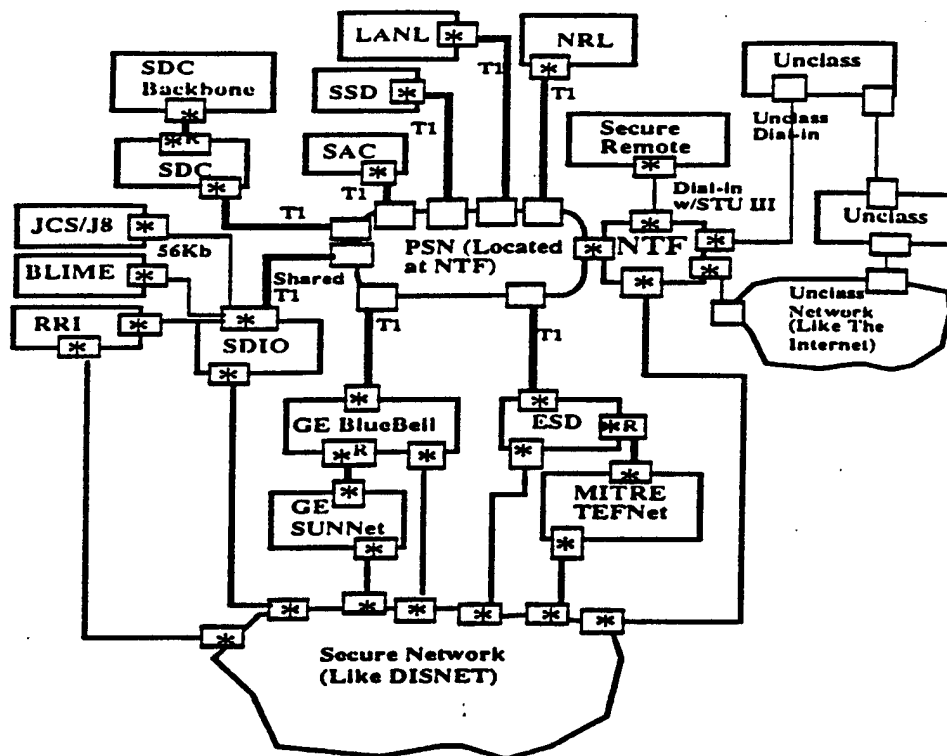 LANL *
NRL
*
T1
T1
SDC
Backbone
*
SSD *
T1
Unclass
Unclass
Dial-in
* R
SDC
*
SAC
*
T1
Secure
Remote
*
Dial-in
w/STU III
Unclass
JCS/J8 *
T1
56Kb
PSN (Located
at NTF)
*
NTF
*
*
*
*
BLIME *
Shared
T1
Unclass
Network
(Like The
Internet)
RRI *
*
*
SDIO
*
T1
T1
*
GE BlueBell
* R
*
*
ESD
* R
*
*
GE
SUNNet
*
*
MITRE
TEFNet
*
*
*
*
*
*
*
*
Secure Network
(Like DISNET)